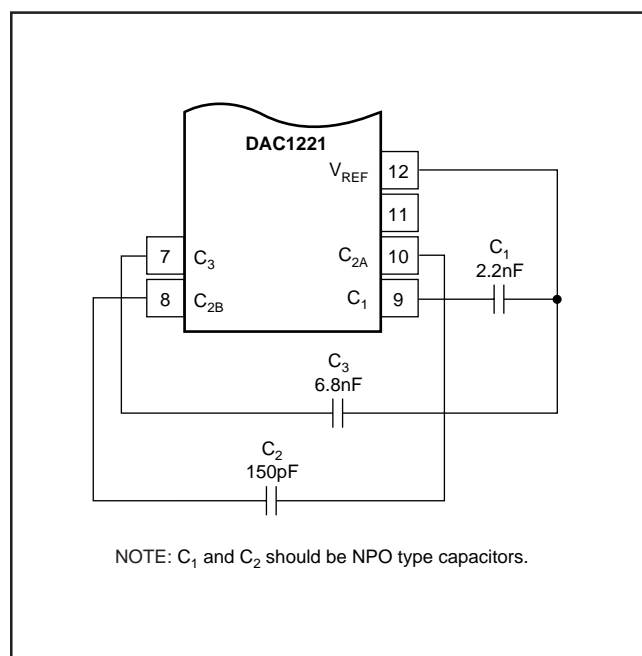 DAC1221
V_REF 12
11
7 C_3
C_2A 10
8 C_2B
C_1 9
C_1
2.2nF
C_3
6.8nF
C_2
150pF
NOTE: C_1 and C_2 should be NPO type capacitors.